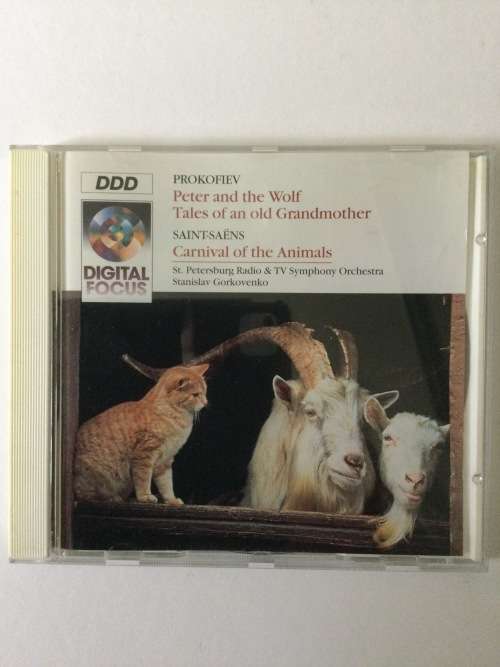 DDD
DIGITAL
FOCUS
PROKOFIEV
Peter and the Wolf
Tales of an old Grandmother
SAINT-SAËNS
Carnival of the Animals
St. Petersburg Radio & TV Symphony Orchestra
Stanislav Gorkovenko